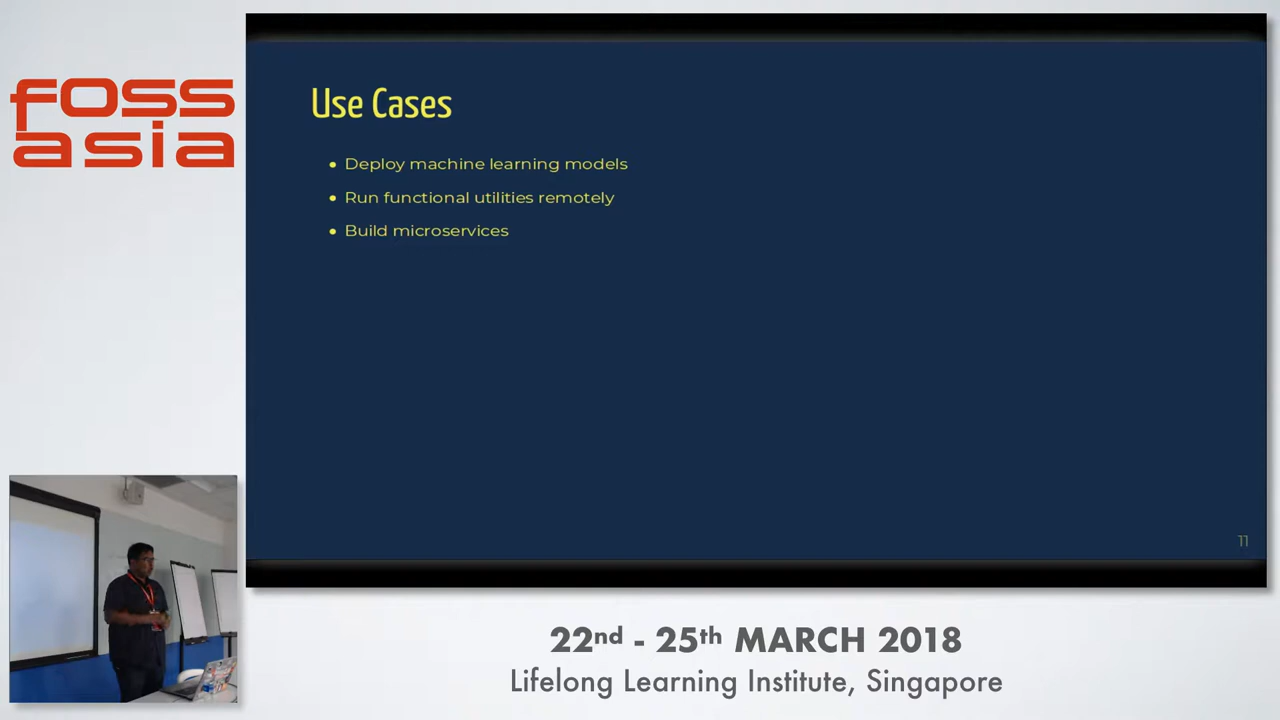 foss
asia
Use Cases
• Deploy machine learning models
• Run functional utilities remotely
• Build microservices
11
22nd - 25th MARCH 2018
Lifelong Learning Institute, Singapore